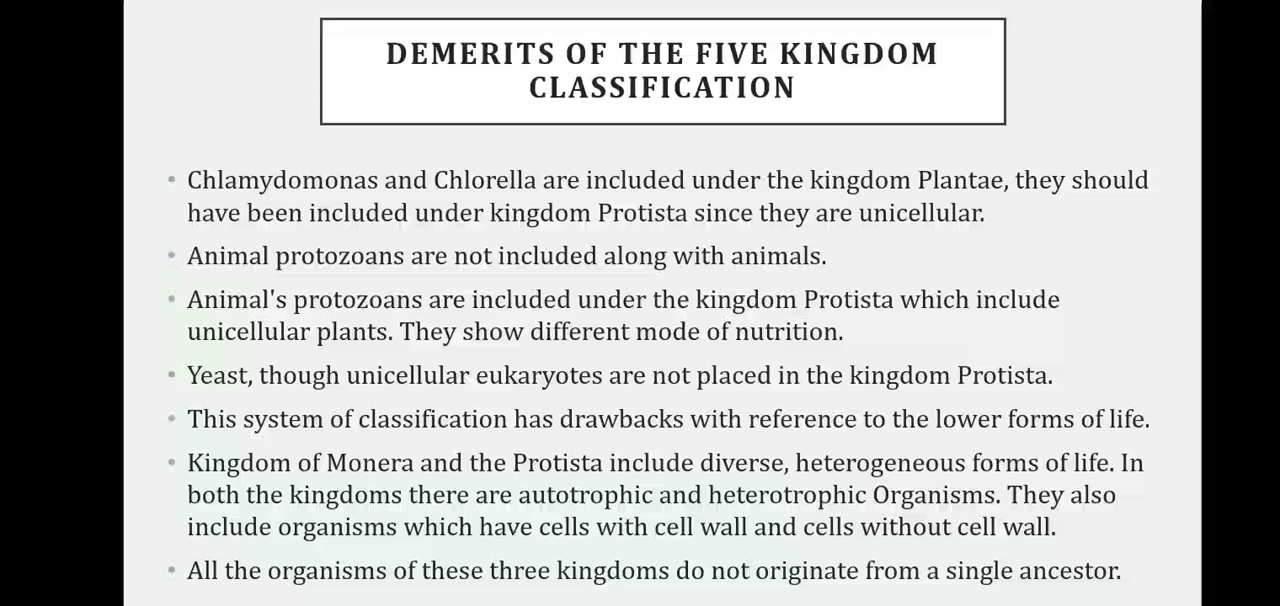 DEMERITS OF THE FIVE KINGDOM
CLASSIFICATION
• Chlamydomonas and Chlorella are included under the kingdom Plantae, they should
have been included under kingdom Protista since they are unicellular.
• Animal protozoans are not included along with animals.
• Animal's protozoans are included under the kingdom Protista which include
unicellular plants. They show different mode of nutrition.
• Yeast, though unicellular eukaryotes are not placed in the kingdom Protista.
• This system of classification has drawbacks with reference to the lower forms of life.
• Kingdom of Monera and the Protista include diverse, heterogeneous forms of life. In
both the kingdoms there are autotrophic and heterotrophic Organisms. They also
include organisms which have cells with cell wall and cells without cell wall.
• All the organisms of these three kingdoms do not originate from a single ancestor.